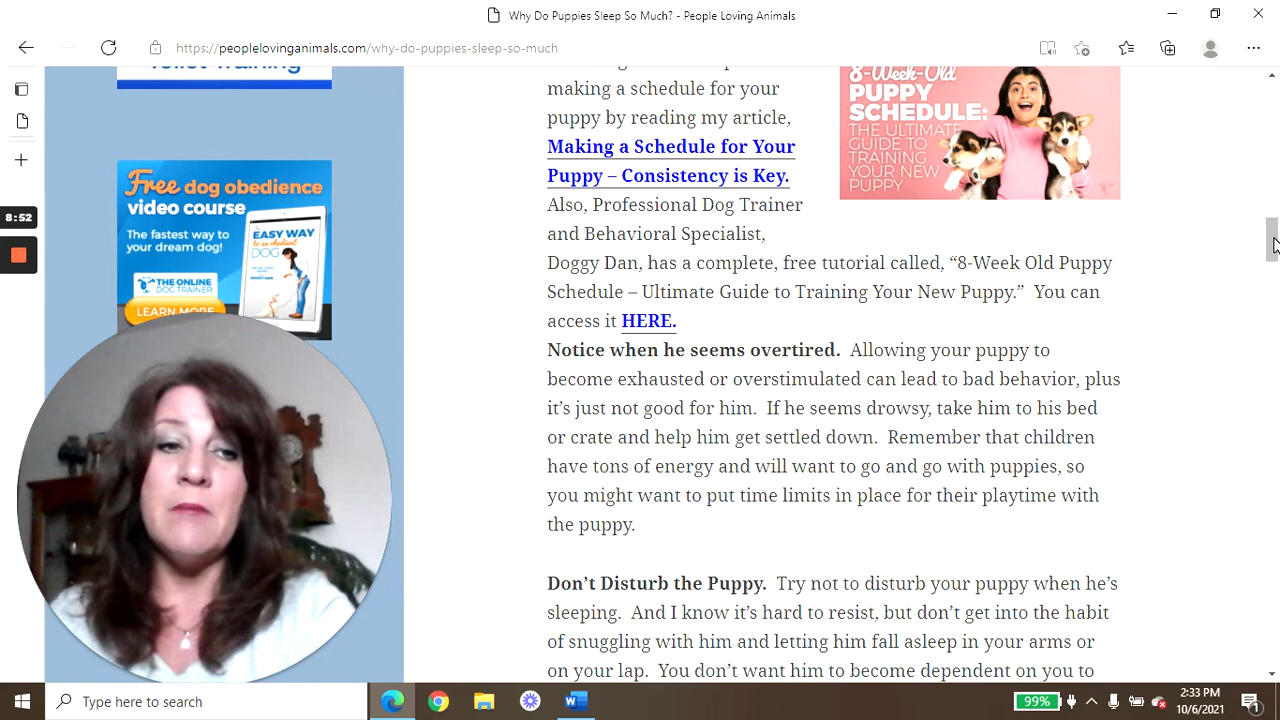 Why Do Puppies Sleep So Much? - People Loving Animals
https://peoplelovinganimals.com/why-do-puppies-sleep-so-much
8:52
Free dog obedience
video course
The fastest way to
your dream dog!
THE ONLINE
DOG TRAINER
LEARN MORE
EASY WAY
DOG
making a schedule for your
puppy by reading my article,
Making a Schedule for Your
Puppy – Consistency is Key.
Also, Professional Dog Trainer
and Behavioral Specialist,
Doggy Dan, has a complete, free tutorial called, “8-Week Old Puppy
Schedule – Ultimate Guide to Training Your New Puppy.”  You can
access it HERE.
8-Week-Old
PUPPY
SCHEDULE:
THE ULTIMATE
GUIDE TO
TRAINING
YOUR NEW
PUPPY
Notice when he seems overtired.  Allowing your puppy to
become exhausted or overstimulated can lead to bad behavior, plus
it’s just not good for him.  If he seems drowsy, take him to his bed
or crate and help him get settled down.  Remember that children
have tons of energy and will want to go and go with puppies, so
you might want to put time limits in place for their playtime with
the puppy.
Don’t Disturb the Puppy.  Try not to disturb your puppy when he’s
sleeping.  And I know it’s hard to resist, but don’t get into the habit
of snuggling with him and letting him fall asleep in your arms or
on your lap.  You don’t want him to become dependent on you to
Type here to search
99%
2:33 PM
10/6/2021
1